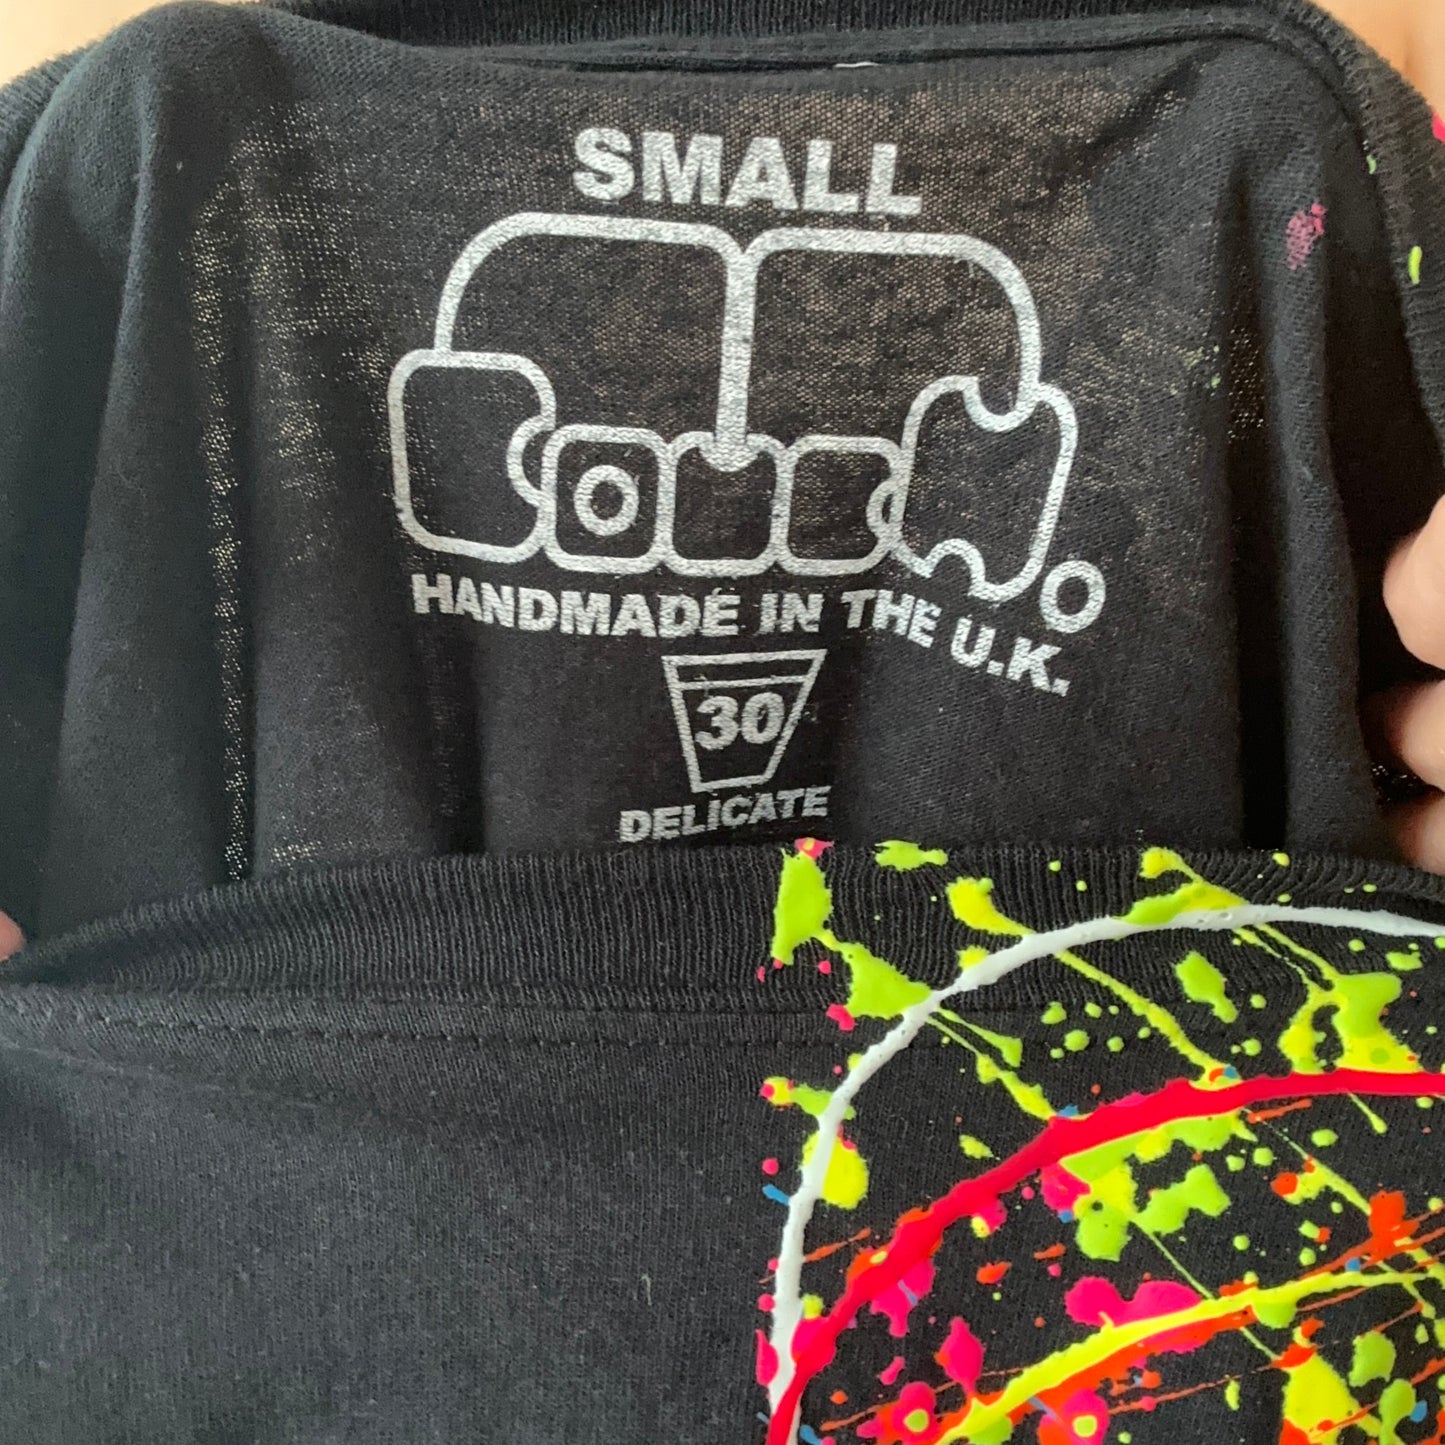 SMALL
HANDMADE IN THE U.K.
30
DELICATE